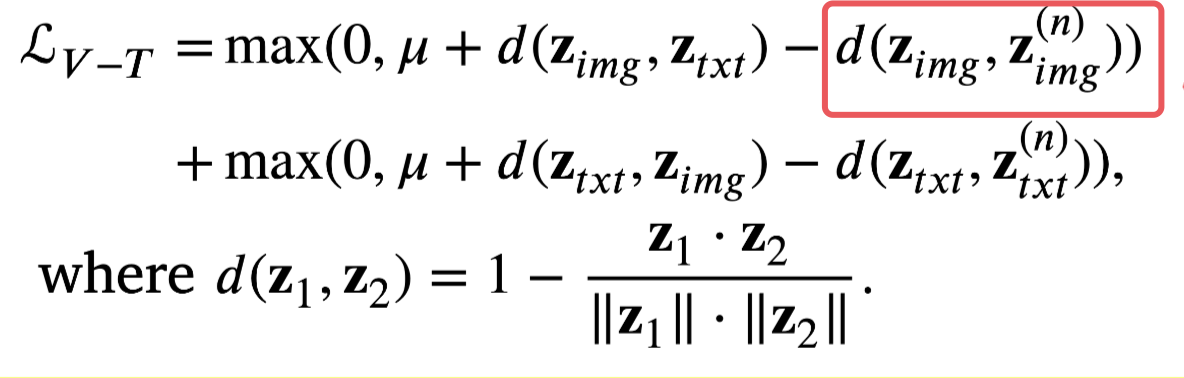 ℒ_{V−T} = max(0, μ + d(𝐳_{img}, 𝐳_{txt}) − d(𝐳_{img}, 𝐳_{img}^{(n)}))
+ max(0, μ + d(𝐳_{txt}, 𝐳_{img}) − d(𝐳_{txt}, 𝐳_{txt}^{(n)})),
where d(𝐳_1, 𝐳_2) = 1 − \frac{𝐳_1 · 𝐳_2}{‖𝐳_1‖ · ‖𝐳_2‖}.